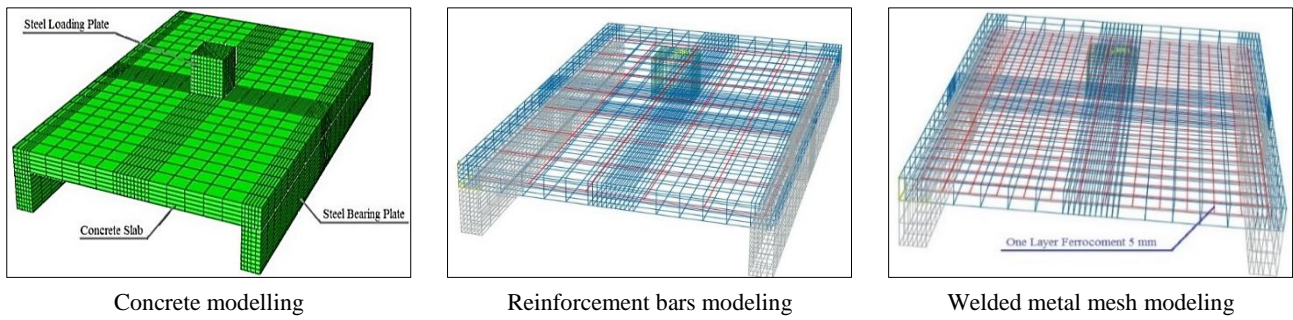 Steel Loading Plate
Steel Bearing Plate
Concrete Slab
One Layer Ferrocoment 5 mm
Concrete modelling
Reinforcement bars modeling
Welded metal mesh modeling